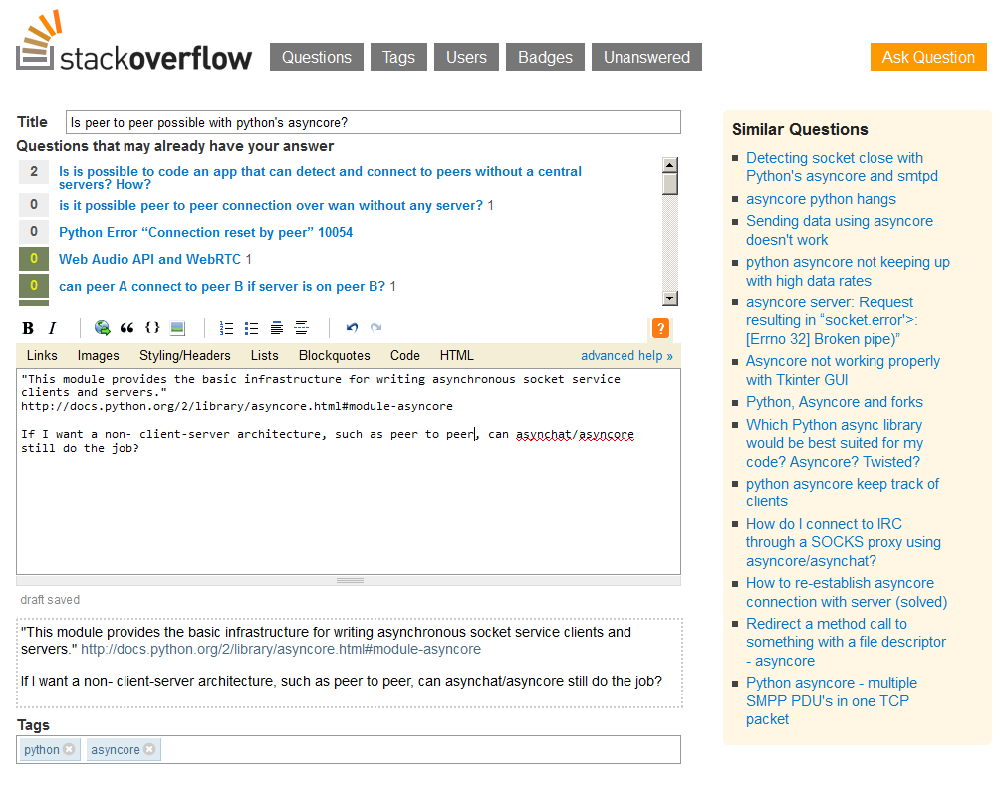 stackoverflow
Questions
Tags
Users
Badges
Unanswered
Ask Question
Title
Is peer to peer possible with python's asyncore?
Questions that may already have your answer
2
Is is possible to code an app that can detect and connect to peers without a central
servers? How?
0
is it possible peer to peer connection over wan without any server? 1
0
Python Error “Connection reset by peer” 10054
0
Web Audio API and WebRTC 1
0
can peer A connect to peer B if server is on peer B? 1
B I
?
Links
Images
Styling/Headers
Lists
Blockquotes
Code
HTML
advanced help »
"This module provides the basic infrastructure for writing asynchronous socket service
clients and servers."
http://docs.python.org/2/library/asyncore.html#module-asyncore
If I want a non- client-server architecture, such as peer to peer, can asynchat/asyncore
still do the job?
draft saved
"This module provides the basic infrastructure for writing asynchronous socket service clients and
servers." http://docs.python.org/2/library/asyncore.html#module-asyncore
If I want a non- client-server architecture, such as peer to peer, can asynchat/asyncore still do the job?
Tags
python
asyncore
Similar Questions
Detecting socket close with
Python's asyncore and smtpd
asyncore python hangs
Sending data using asyncore
doesn't work
python asyncore not keeping up
with high data rates
asyncore server: Request
resulting in “socket.error'>:
[Errno 32] Broken pipe)”
Asyncore not working properly
with Tkinter GUI
Python, Asyncore and forks
Which Python async library
would be best suited for my
code? Asyncore? Twisted?
python asyncore keep track of
clients
How do I connect to IRC
through a SOCKS proxy using
asyncore/asynchat?
How to re-establish asyncore
connection with server (solved)
Redirect a method call to
something with a file descriptor
- asyncore
Python asyncore - multiple
SMPP PDU's in one TCP
packet